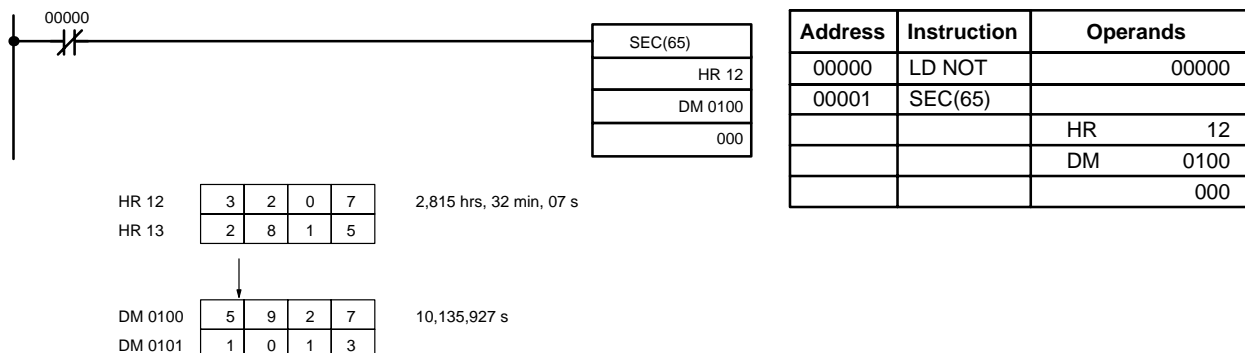 00000
SEC(65)
HR 12
DM 0100
000
Address Instruction Operands
00000 LD NOT 00000
00001 SEC(65)
HR 12
DM 0100
000
HR 12 3 2 0 7 2,815 hrs, 32 min, 07 s
HR 13 2 8 1 5
DM 0100 5 9 2 7 10,135,927 s
DM 0101 1 0 1 3